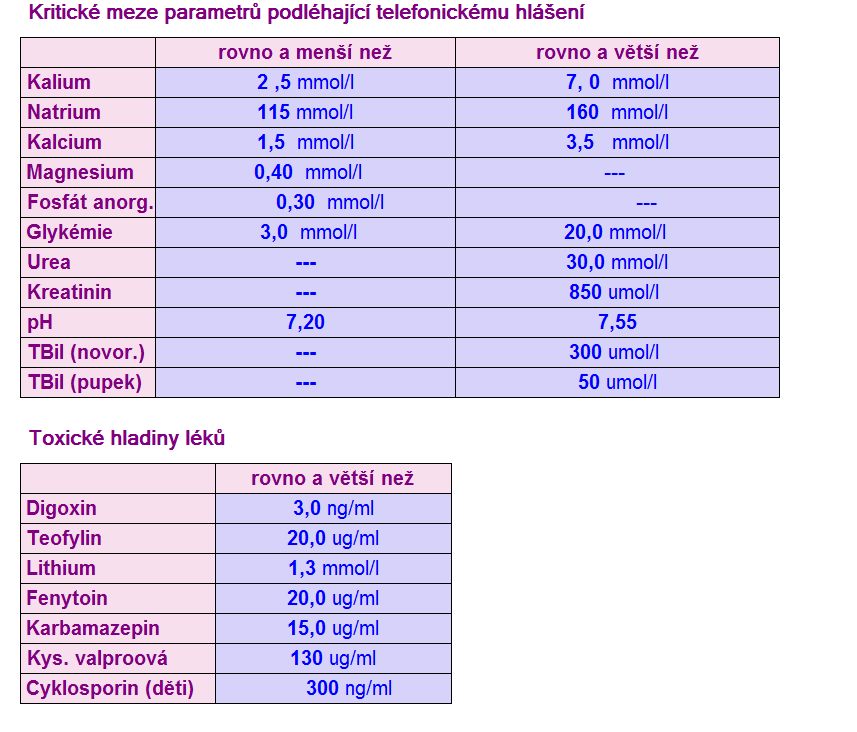 Kritické meze parametrů podléhající telefonickému hlášení
rovno a menší než rovno a větší než
Kalium 2 ,5 mmol/l 7, 0 mmol/l
Natrium 115 mmol/l 160 mmol/l
Kalcium 1,5 mmol/l 3,5 mmol/l
Magnesium 0,40 mmol/l ---
Fosfát anorg. 0,30 mmol/l ---
Glykémie 3,0 mmol/l 20,0 mmol/l
Urea --- 30,0 mmol/l
Kreatinin --- 850 umol/l
pH 7,20 7,55
TBil (novor.) --- 300 umol/l
TBil (pupek) --- 50 umol/l
Toxické hladiny léků
rovno a větší než
Digoxin 3,0 ng/ml
Teofylin 20,0 ug/ml
Lithium 1,3 mmol/l
Fenytoin 20,0 ug/ml
Karbamazepin 15,0 ug/ml
Kys. valproová 130 ug/ml
Cyklosporin (děti) 300 ng/ml